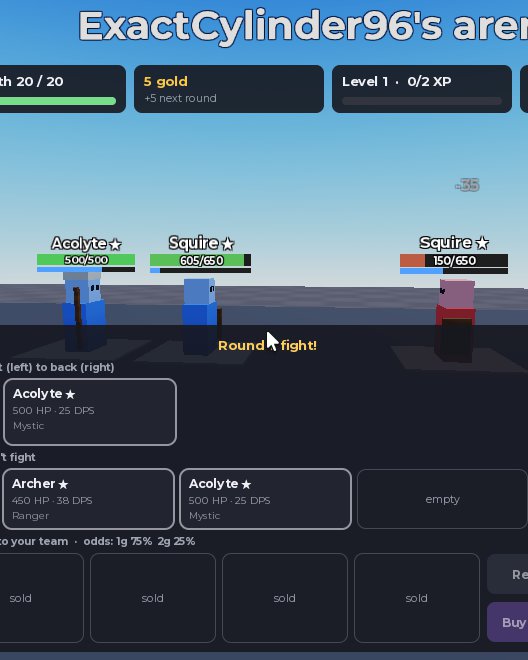 ExactCylinder96's aren
th 20 / 20
5 gold
+5 next round
Level 1 · 0/2 XP
-35
Acolyte ★
500/500
Squire ★
605/650
Squire ★
150/650
Round fight!
t (left) to back (right)
Acolyte ★
500 HP · 25 DPS
Mystic
't fight
Archer ★
450 HP · 38 DPS
Ranger
Acolyte ★
500 HP · 25 DPS
Mystic
empty
to your team · odds: 1g 75% 2g 25%
sold
sold
sold
sold
Re
Buy